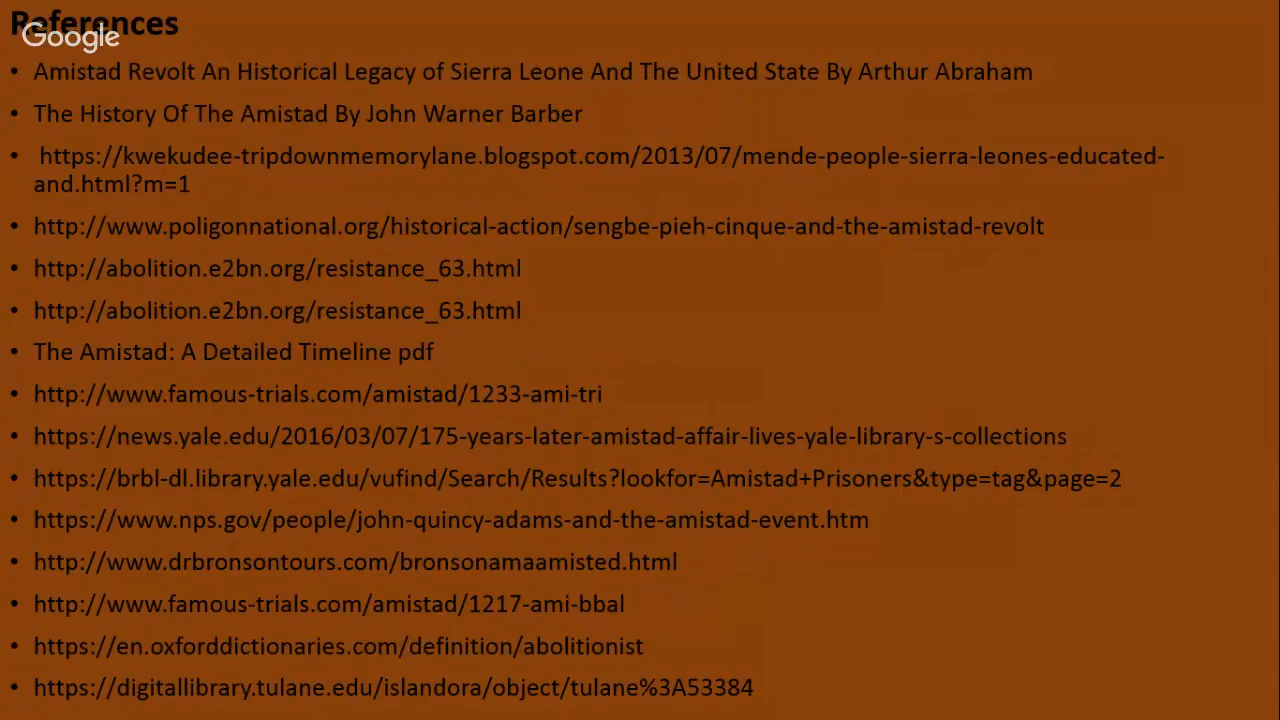 References
Google
• Amistad Revolt An Historical Legacy of Sierra Leone And The United State By Arthur Abraham
• The History Of The Amistad By John Warner Barber
• https://kwekudee-tripdownmemorylane.blogspot.com/2013/07/mende-people-sierra-leones-educated-
and.html?m=1
• http://www.poligonnational.org/historical-action/sengbe-pieh-cinque-and-the-amistad-revolt
• http://abolition.e2bn.org/resistance_63.html
• http://abolition.e2bn.org/resistance_63.html
• The Amistad: A Detailed Timeline pdf
• http://www.famous-trials.com/amistad/1233-ami-tri
• https://news.yale.edu/2016/03/07/175-years-later-amistad-affair-lives-yale-library-s-collections
• https://brbl-dl.library.yale.edu/vufind/Search/Results?lookfor=Amistad+Prisoners&type=tag&page=2
• https://www.nps.gov/people/john-quincy-adams-and-the-amistad-event.htm
• http://www.drbronsontours.com/bronsonamaamisted.html
• http://www.famous-trials.com/amistad/1217-ami-bbal
• https://en.oxforddictionaries.com/definition/abolitionist
• https://digitallibrary.tulane.edu/islandora/object/tulane%3A53384